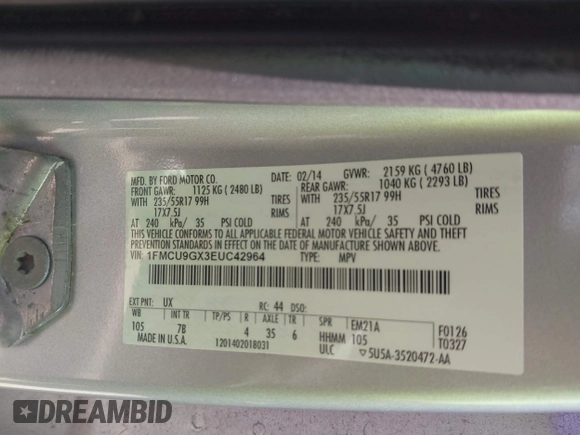 MFD. BY FORD MOTOR CO. 02/14 GVWR: 2159 KG ( 4760 LB)
FRONT GAWR: 1125 KG ( 2480 LB) REAR GAWR: 1040 KG ( 2293 LB)
WITH 235/55R17 99H TIRES WITH 235/55R17 99H TIRES
17X7.5J RIMS 17X7.5J RIMS
AT 240 kPa/ 35 PSI COLD AT 240 kPa/ 35 PSI COLD
THIS VEHICLE CONFORMS TO ALL APPLICABLE FEDERAL MOTOR VEHICLE SAFETY AND BUMPER AND THEFT PREVENTION STANDARDS IN EFFECT ON THE DATE OF MANUFACTURE SHOWN ABOVE.
VIN: 1FMCU9GX3EUC42964 TYPE: MPV
EXT PNT: UX RC: 44 DSO:
WB TP/PS R AXLE TR SPR EM21A F0126
105 7B 4 35 6 HHMM 105 T0327
MADE IN U.S.A. 1201402018031 ULC 5U5A-3520472-AA
DREAMBID